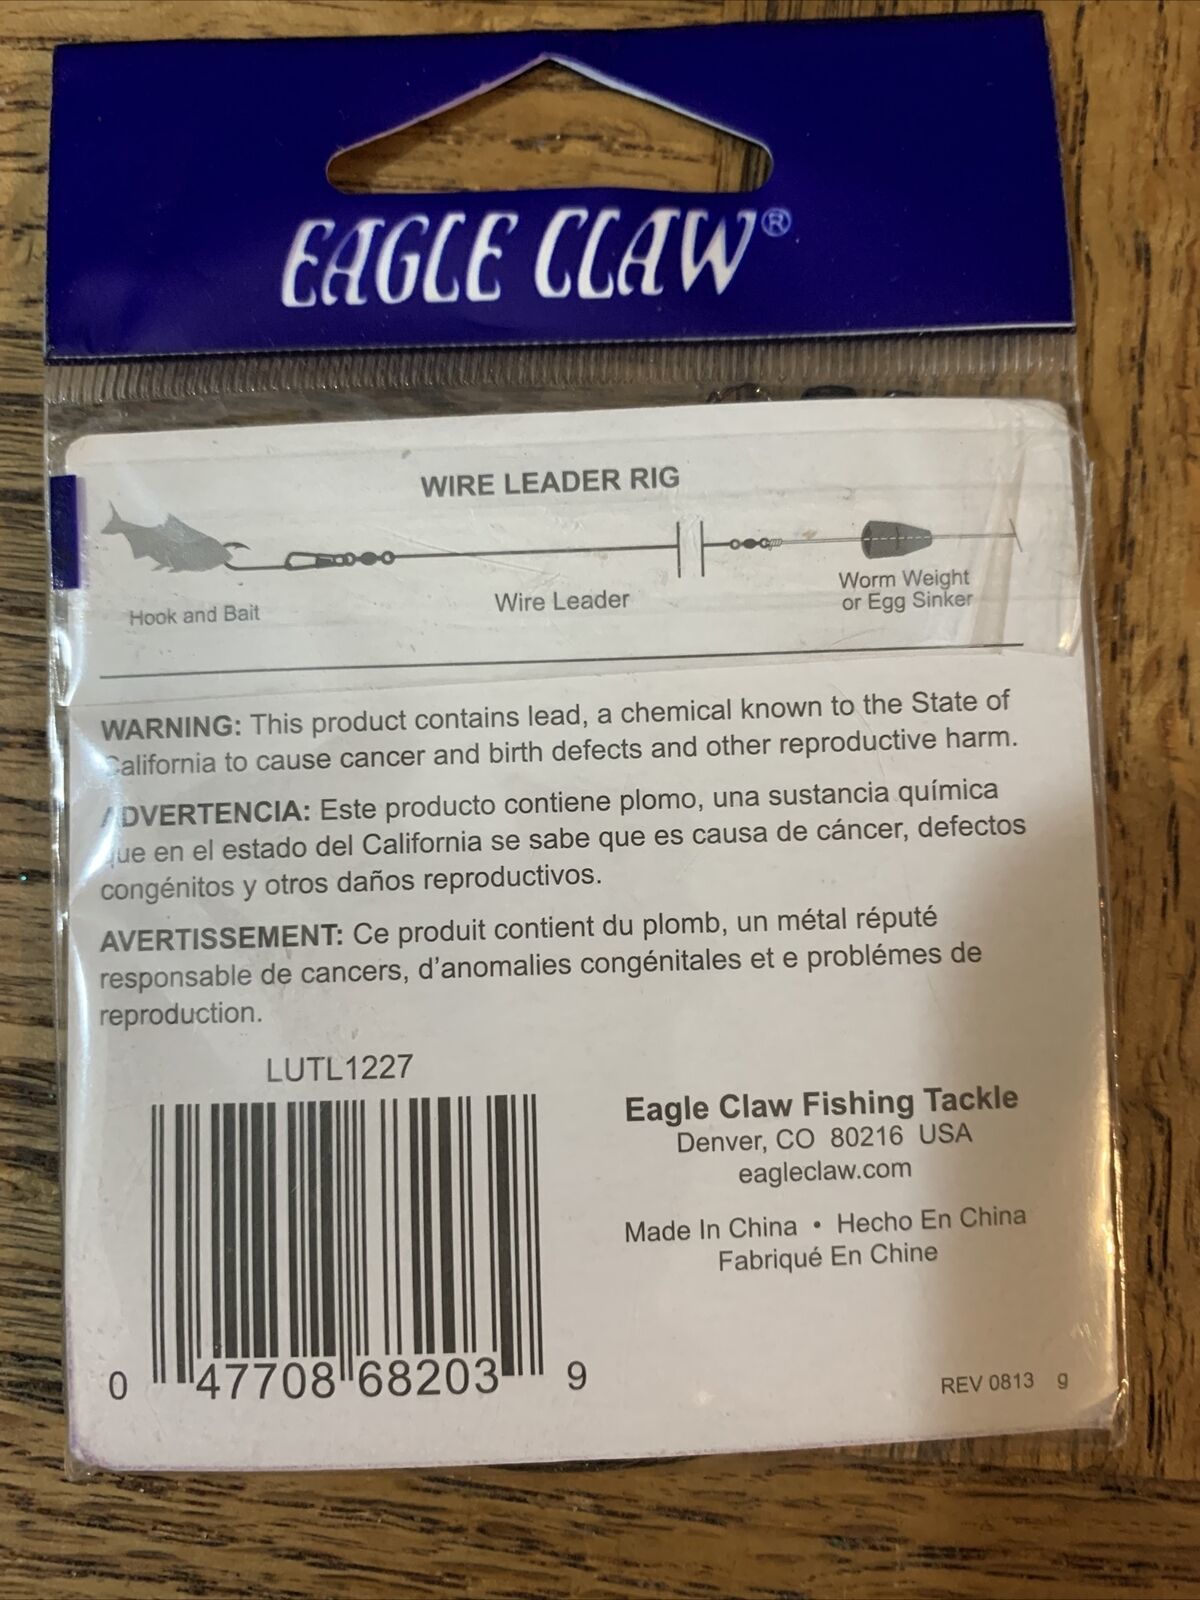 EAGLE CLAW®
WIRE LEADER RIG
Hook and Bait
Wire Leader
Worm Weight
or Egg Sinker
WARNING: This product contains lead, a chemical known to the State of
California to cause cancer and birth defects and other reproductive harm.
ADVERTENCIA: Este producto contiene plomo, una sustancia química
que en el estado del California se sabe que es causa de cáncer, defectos
congénitos y otros daños reproductivos.
AVERTISSEMENT: Ce produit contient du plomb, un métal réputé
responsable de cancers, d'anomalies congénitales et e problémes de
reproduction.
LUTL1227
0 47708 68203 9
Eagle Claw Fishing Tackle
Denver, CO 80216 USA
eagleclaw.com
Made In China • Hecho En China
Fabriqué En Chine
REV 0813 g